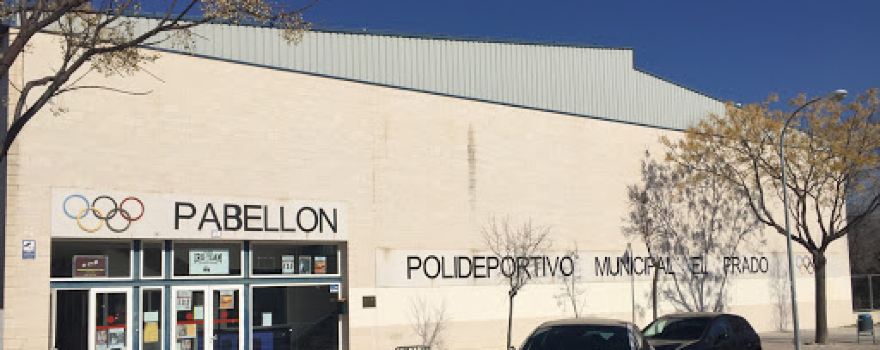 PABELLON
POLIDEPORTIVO MUNICIPAL EL PRADO